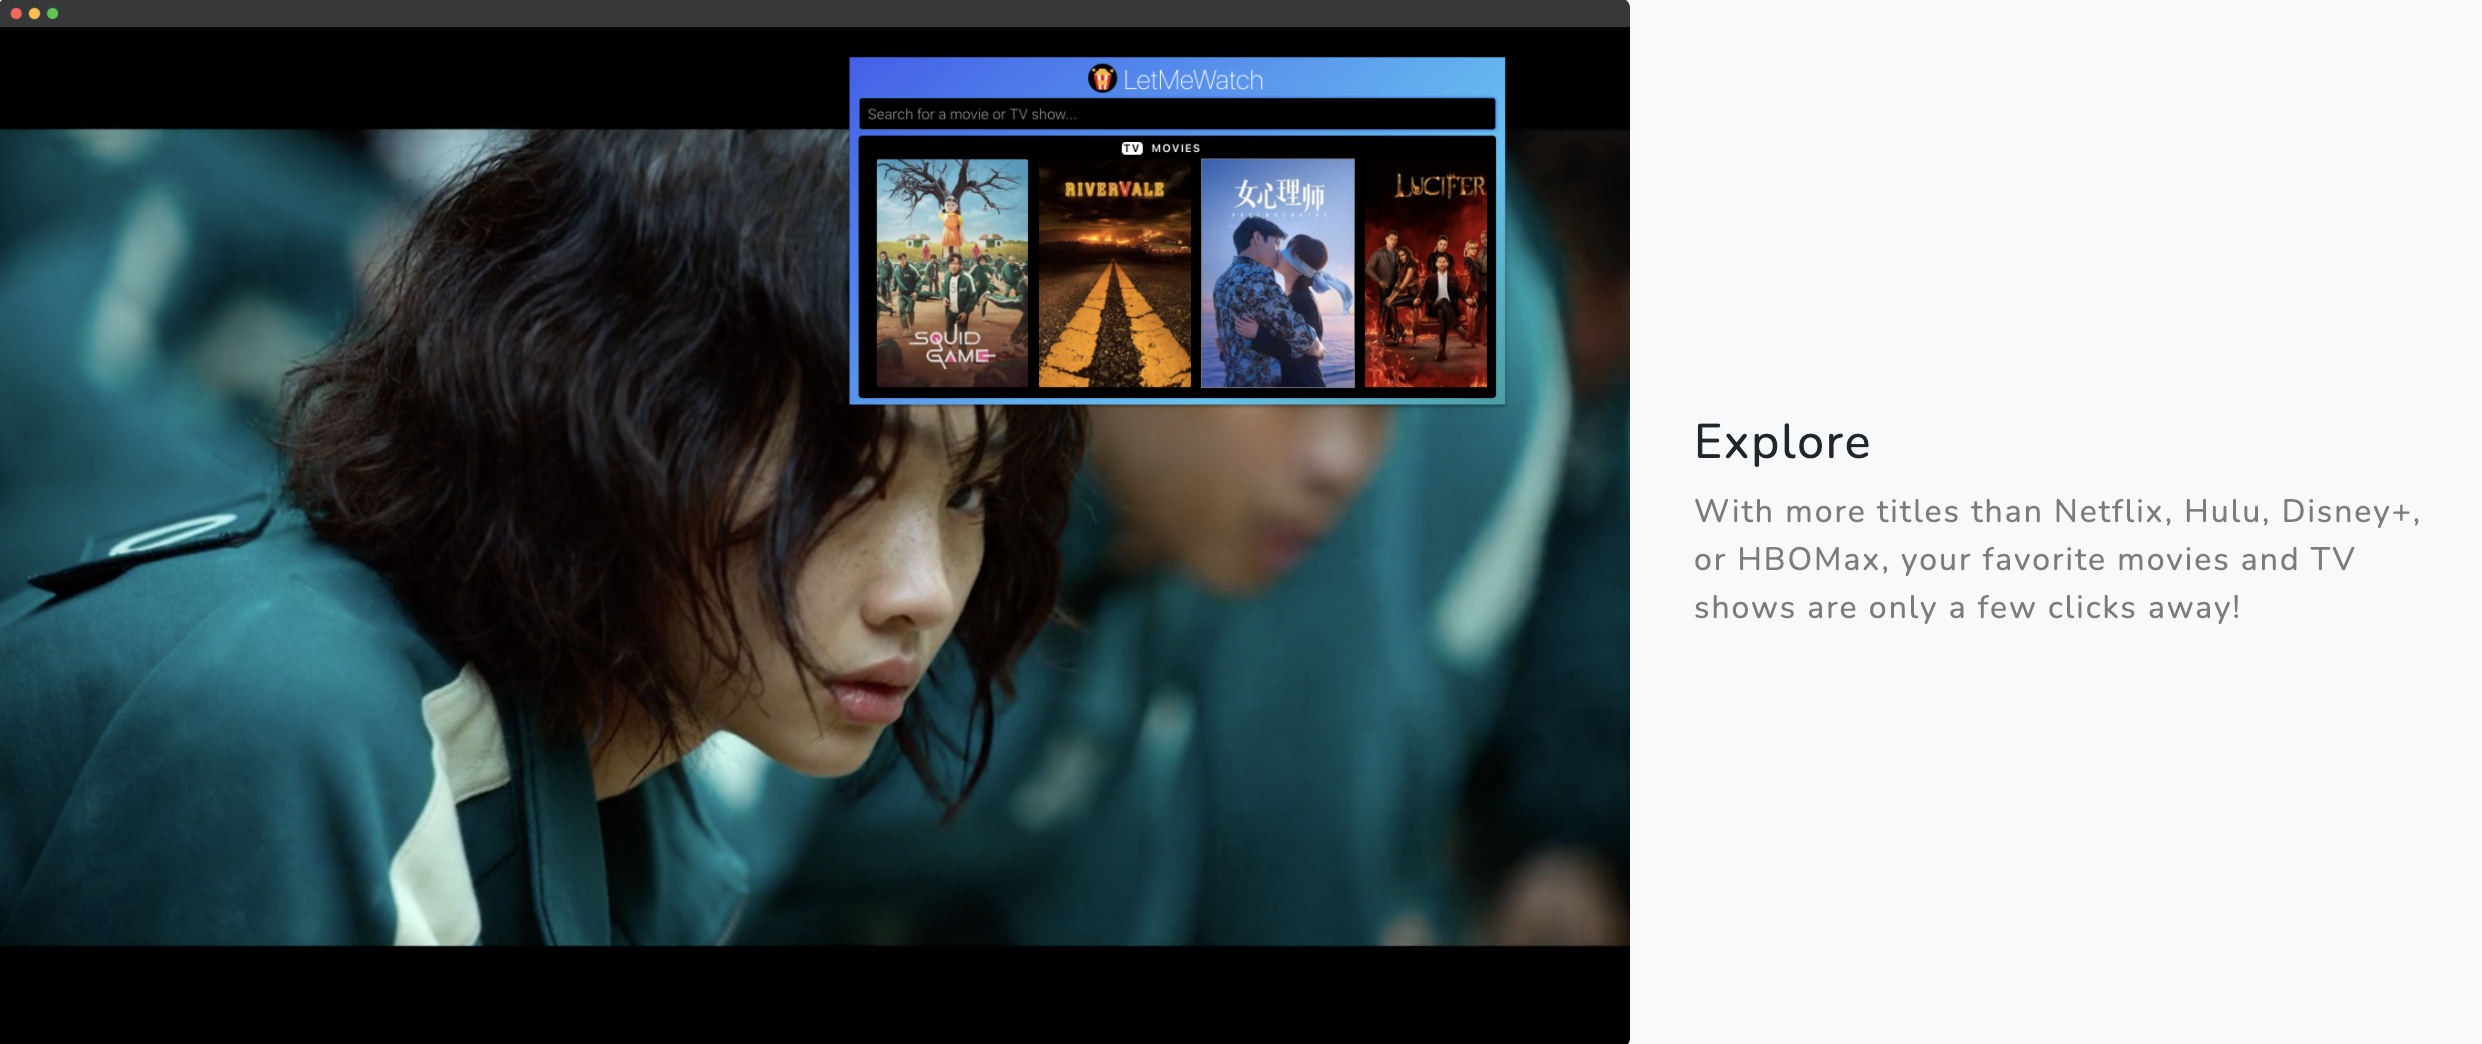 LetMeWatch
Search for a movie or TV show...
TV MOVIES
SQUID
GAME
RIVERVALE
女心理师
LUCIFER
Explore
With more titles than Netflix, Hulu, Disney+,
or HBOMax, your favorite movies and TV
shows are only a few clicks away!